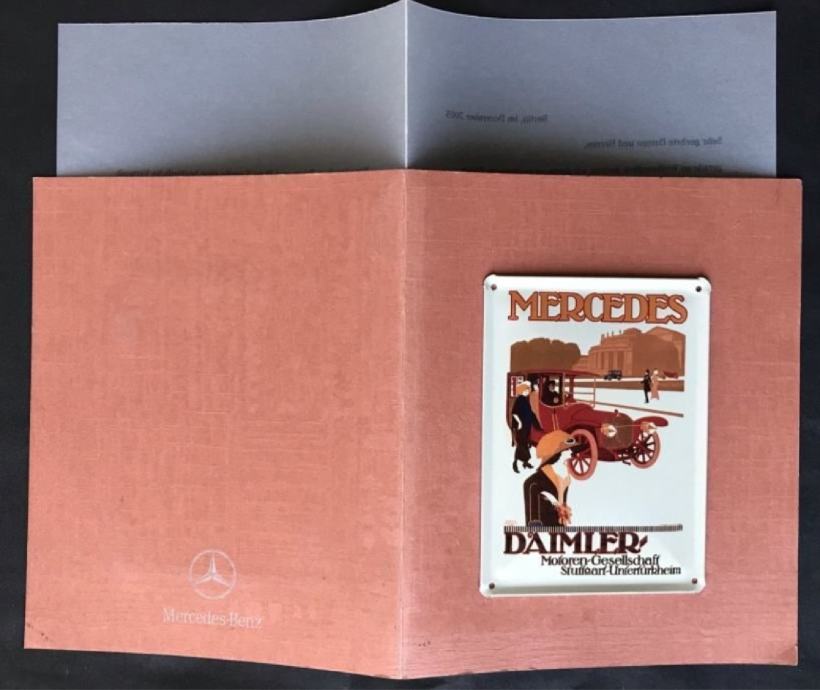 Berlin, im Dezember 2005
Sehr geehrte Damen und Herren,
MERCEDES
DAIMLER-
Motoren-Gesellschaft
Stuttgart-Untertürkheim
Mercedes-Benz